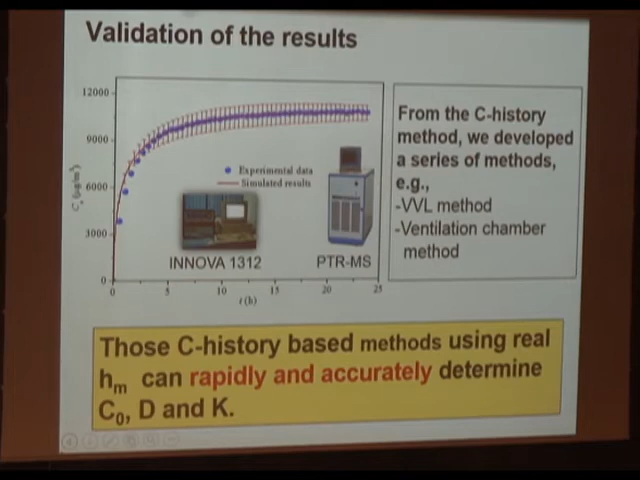 Validation of the results
12000
9000
6000
3000
0
0
5
10
15
20
25
t (h)
Experimental data
Simulated results
INNOVA 1312
PTR-MS
From the C-history
method, we developed
a series of methods,
e.g.,
-VVL method
-Ventilation chamber
method
Those C-history based methods using real
hm can rapidly and accurately determine
C0, D and K.